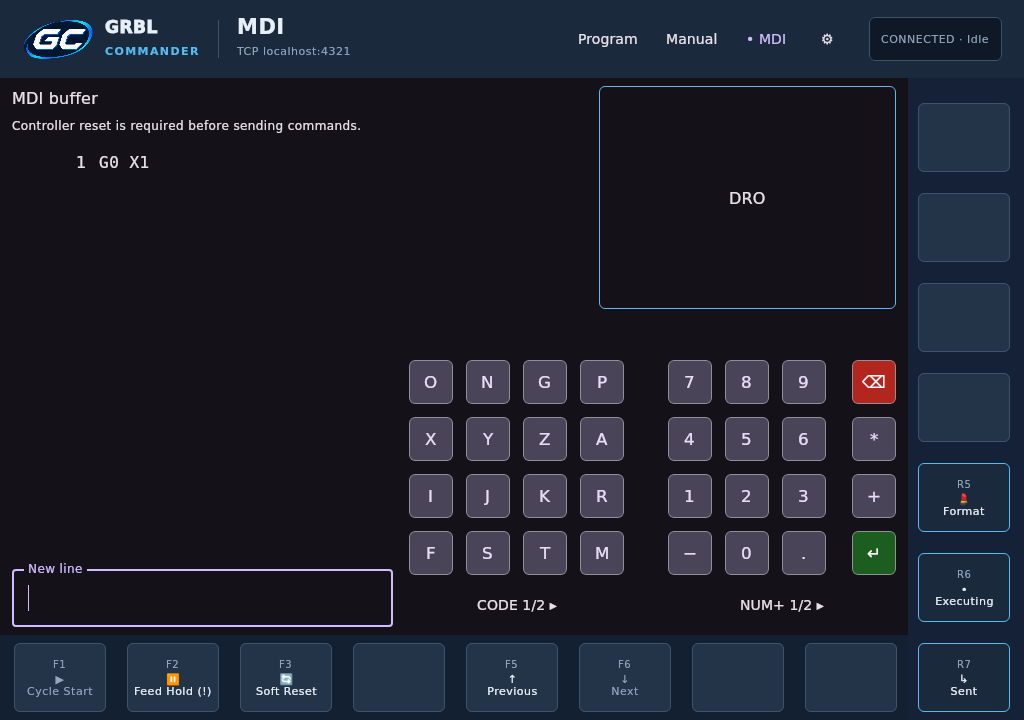 GC GRBL COMMANDER
MDI
TCP localhost:4321
Program Manual • MDI ⚙
CONNECTED · Idle
MDI buffer
Controller reset is required before sending commands.
1 G0 X1
DRO
O N G P 7 8 9 ⌫
X Y Z A 4 5 6 *
I J K R 1 2 3 +
F S T M − 0 . ↵
New line
CODE 1/2 ▸ NUM+ 1/2 ▸
R5
Format
R6
•
Executing
R7
↳
Sent
F1
▶
Cycle Start
F2
⏸
Feed Hold (!)
F3
🔄
Soft Reset
F5
↑
Previous
F6
↓
Next